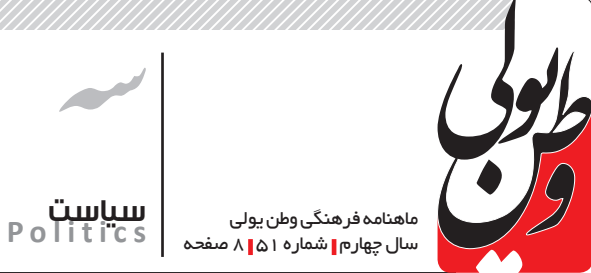 وطن یولی
ماهنامه فرهنگی وطن یولی
سال چهارم | شماره ۵۱ | ۸ صفحه
سه
سیاست
Politics